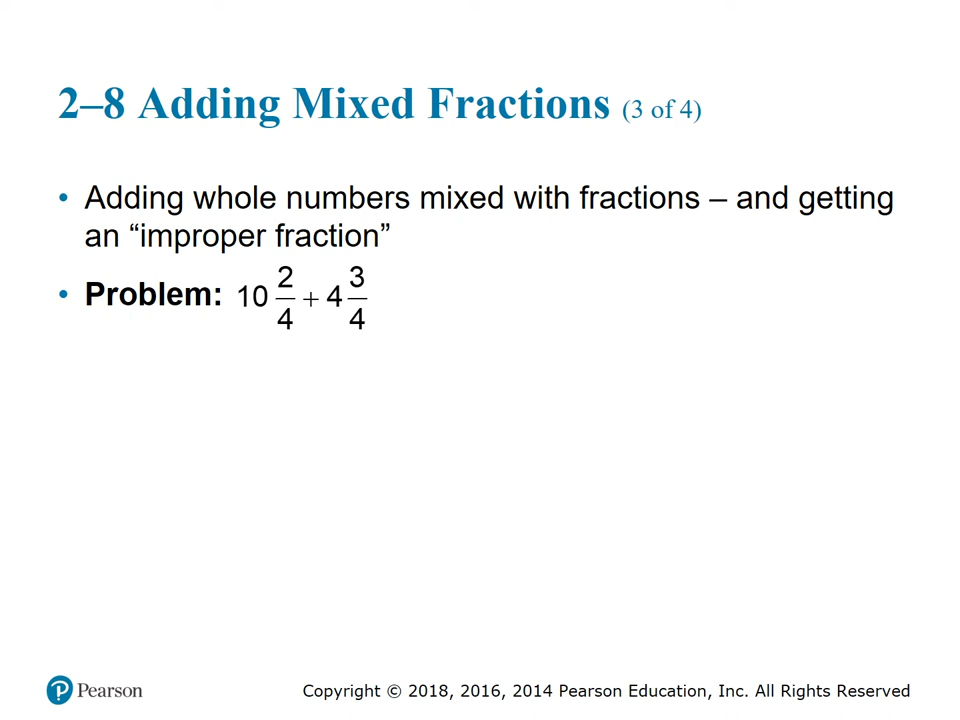 2–8 Adding Mixed Fractions (3 of 4)
• Adding whole numbers mixed with fractions – and getting
an “improper fraction”
• Problem: 10 2/4 + 4 3/4
Pearson
Copyright © 2018, 2016, 2014 Pearson Education, Inc. All Rights Reserved